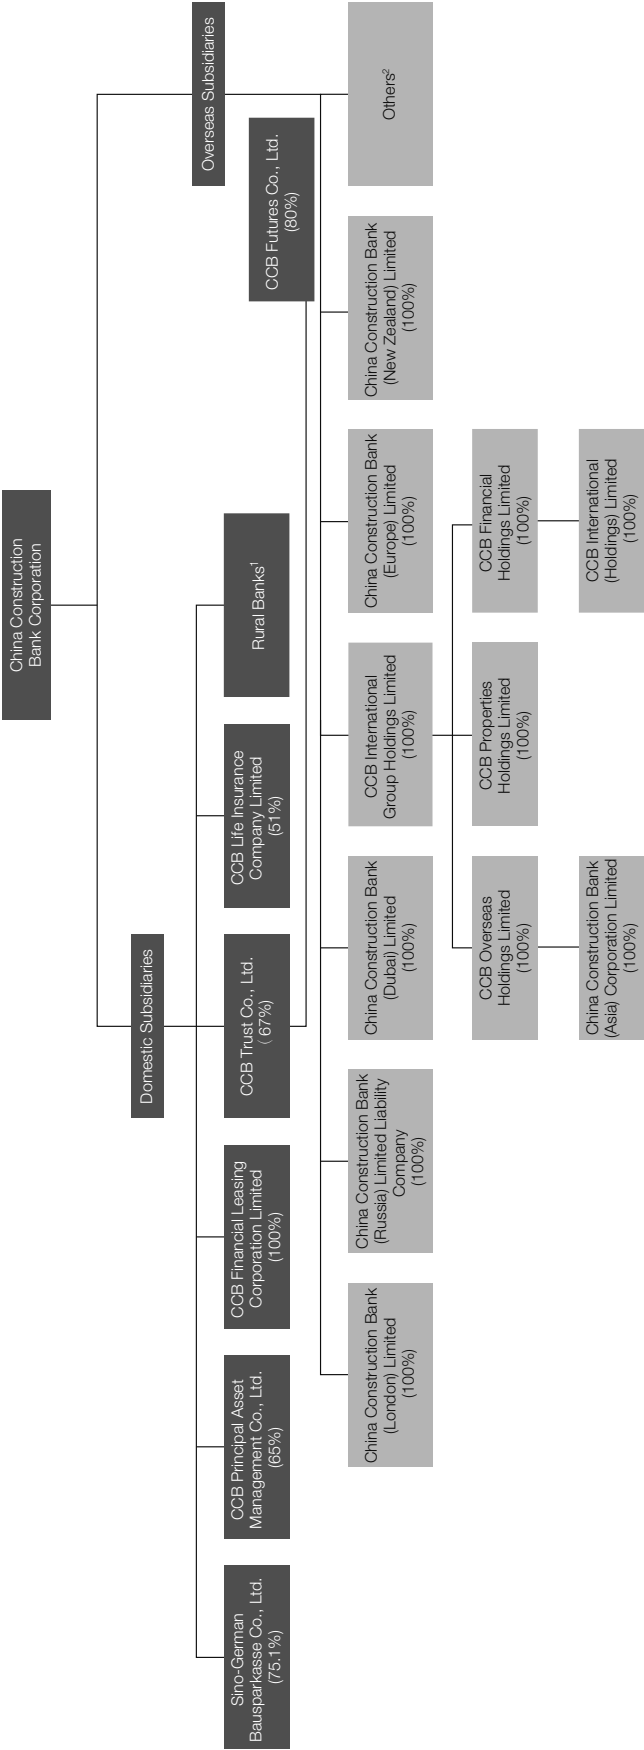 China Construction
Bank Corporation
Domestic Subsidiaries
Overseas Subsidiaries
Sino-German
Bausparkasse Co., Ltd.
(75.1%)
CCB Principal Asset
Management Co., Ltd.
(65%)
CCB Financial Leasing
Corporation Limited
(100%)
CCB Trust Co., Ltd.
( 67%)
CCB Life Insurance
Company Limited
(51%)
Rural Banks¹
CCB Futures Co., Ltd.
(80%)
China Construction Bank
(London) Limited
(100%)
China Construction Bank
(Russia) Limited Liability
Company
(100%)
China Construction Bank
(Dubai) Limited
(100%)
CCB International
Group Holdings Limited
(100%)
China Construction Bank
(Europe) Limited
(100%)
China Construction Bank
(New Zealand) Limited
(100%)
Others²
CCB Overseas
Holdings Limited
(100%)
CCB Properties
Holdings Limited
(100%)
CCB Financial
Holdings Limited
(100%)
China Construction Bank
(Asia) Corporation Limited
(100%)
CCB International
(Holdings) Limited
(100%)